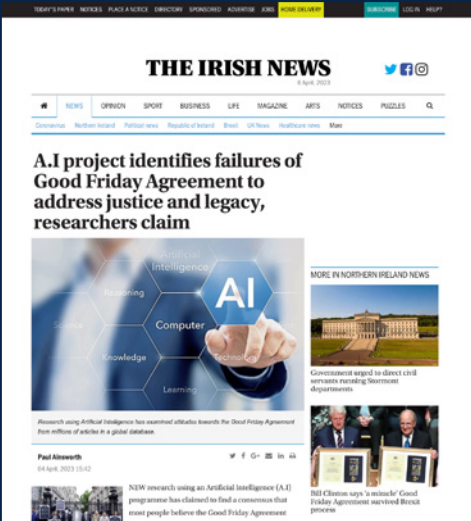 TODAY'S PAPER NOTICES PLACE A NOTICE DIRECTORY SPONSORED ADVERTISE JOBS HOME DELIVERY SUBSCRIBE LOG IN HELP?
THE IRISH NEWS
6 April, 2023
NEWS OPINION SPORT BUSINESS LIFE MAGAZINE ARTS NOTICES PUZZLES
Coronavirus Northern Ireland Political news Republic of Ireland Brexit UK News Healthcare news More
A.I project identifies failures of
Good Friday Agreement to
address justice and legacy,
researchers claim
Artificial
Intelligence
Reasoning
AI
Science
Computer
Knowledge
Technology
Learning
Research using Artificial Intelligence has examined attitudes towards the Good Friday Agreement
from millions of articles in a global database.
Paul Ainsworth
04 April, 2023 15:42
NEW research using an Artificial Intelligence (A.I)
programme has claimed to find a consensus that
most people believe the Good Friday Agreement
MORE IN NORTHERN IRELAND NEWS
Government urged to direct civil
servants running Stormont
departments
Bill Clinton says 'a miracle' Good
Friday Agreement survived Brexit
process